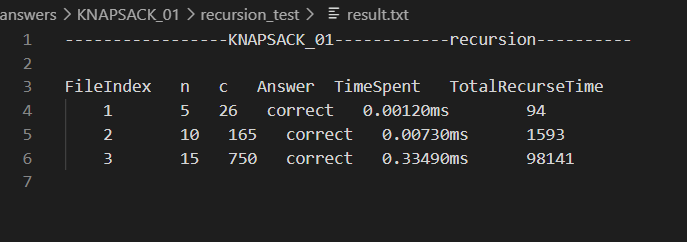 answers > KNAPSACK_01 > recursion_test > result.txt
1 -----------------KNAPSACK_01------------recursion----------
2
3 FileIndex n c Answer TimeSpent TotalRecurseTime
4 1 5 26 correct 0.00120ms 94
5 2 10 165 correct 0.00730ms 1593
6 3 15 750 correct 0.33490ms 98141
7